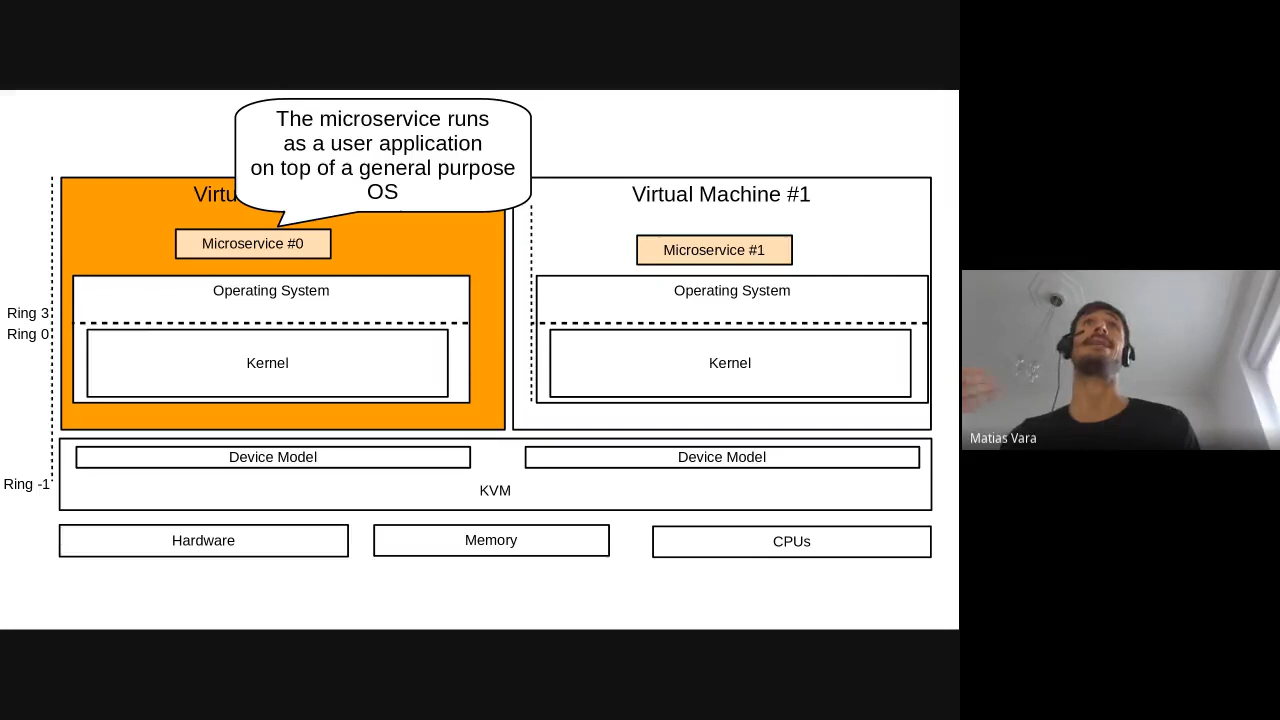 The microservice runs
as a user application
on top of a general purpose
OS
Virtu
Virtual Machine #1
Microservice #0
Microservice #1
Operating System
Operating System
Ring 3
Ring 0
Kernel
Kernel
Matias Vara
Device Model
Device Model
Ring -1
KVM
Hardware
Memory
CPUs